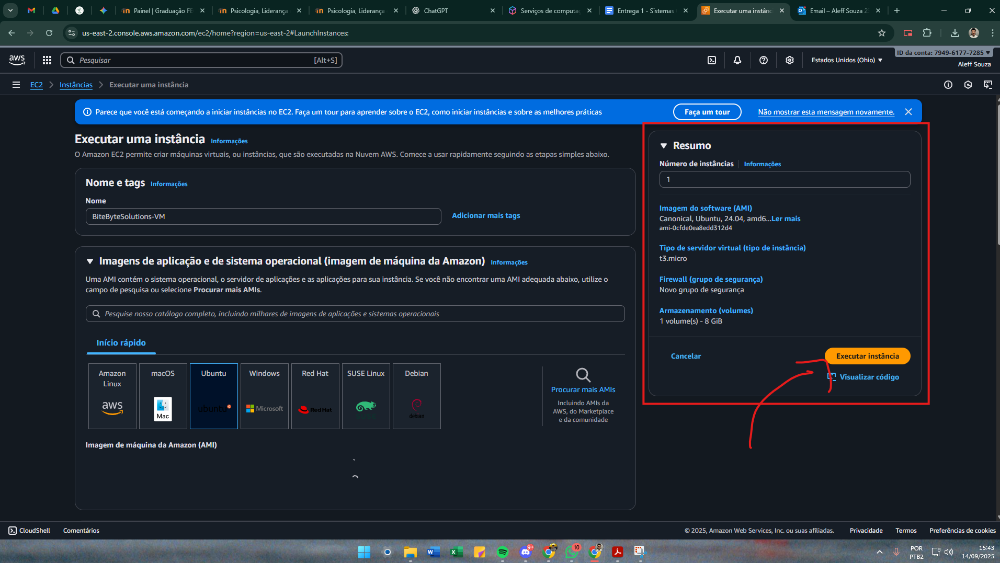 Painel | Graduação FE
Psicologia, Liderança
Psicologia, Liderança
ChatGPT
Serviços de computaç
Entrega 1 - Sistemas
Executar uma instânc
Email – Aleff Souza 2
us-east-2.console.aws.amazon.com/ec2/home?region=us-east-2#LaunchInstances:
aws
Pesquisar
[Alt+S]
Estados Unidos (Ohio)
ID da conta: 7949-6177-7285
Aleff Souza
EC2
Instâncias
Executar uma instância
Parece que você está começando a iniciar instâncias no EC2. Faça um tour para aprender sobre o EC2, como iniciar instâncias e sobre as melhores práticas
Faça um tour
Não mostrar esta mensagem novamente.
Executar uma instância Informações
O Amazon EC2 permite criar máquinas virtuais, ou instâncias, que são executadas na Nuvem AWS. Comece a usar rapidamente seguindo as etapas simples abaixo.
Nome e tags Informações
Nome
BiteByteSolutions-VM
Adicionar mais tags
Imagens de aplicação e de sistema operacional (imagem de máquina da Amazon) Informações
Uma AMI contém o sistema operacional, o servidor de aplicações e as aplicações para sua instância. Se você não encontrar uma AMI adequada abaixo, utilize o
campo de pesquisa ou selecione Procurar mais AMIs.
Pesquise nosso catálogo completo, incluindo milhares de imagens de aplicações e sistemas operacionais
Início rápido
Amazon
Linux
aws
macOS
Mac
Ubuntu
ubuntu
Windows
Microsoft
Red Hat
Red Hat
SUSE Linux
Debian
debian
Procurar mais AMIs
Incluindo AMIs da
AWS, do Marketplace
e da comunidade
Imagem de máquina da Amazon (AMI)
Resumo
Número de instâncias
Informações
1
Imagem do software (AMI)
Canonical, Ubuntu, 24.04, amd6...Ler mais
ami-0cfde0ea8edd312d4
Tipo de servidor virtual (tipo de instância)
t3.micro
Firewall (grupo de segurança)
Novo grupo de segurança
Armazenamento (volumes)
1 volume(s) - 8 GiB
Cancelar
Executar instância
Visualizar código
CloudShell
Comentários
© 2025, Amazon Web Services, Inc. ou suas afiliadas.
Privacidade
Termos
Preferências de cookies
9+
10
POR
PTB2
15:43
14/09/2025